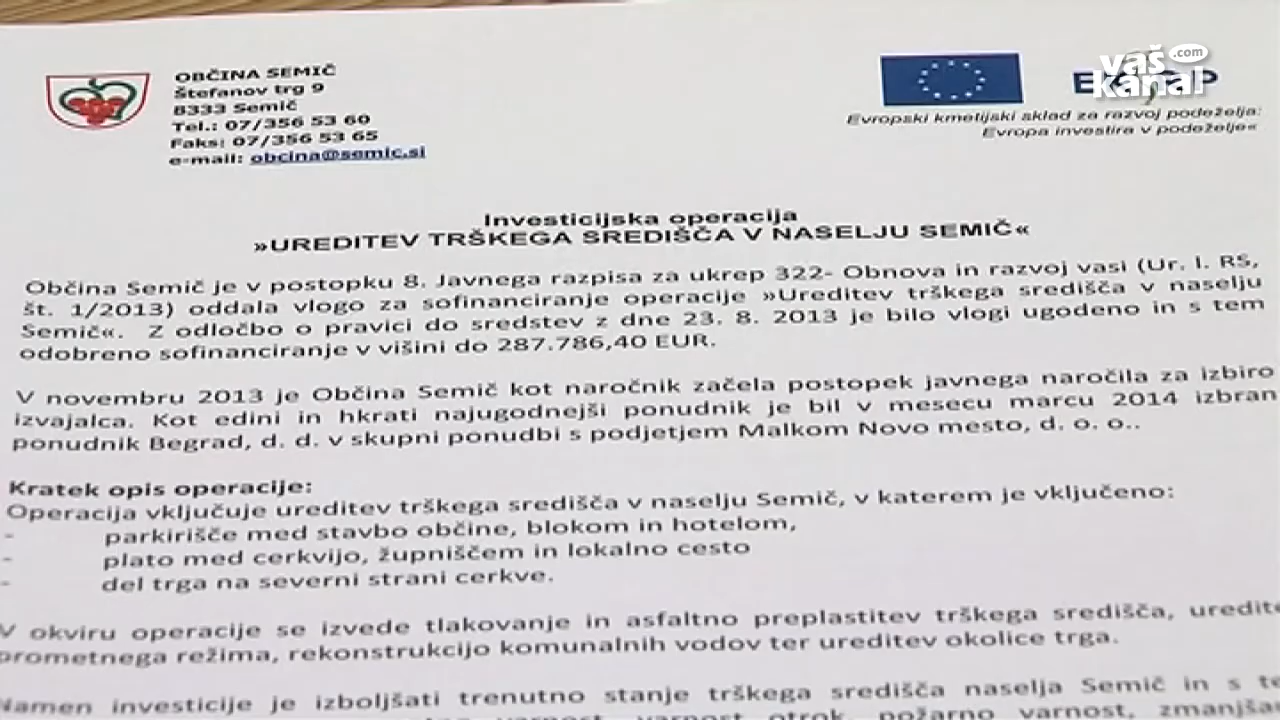 vaš .com
kanal
OBČINA SEMIČ
Štefanov trg 9
8333 Semič
Tel.: 07/356 53 60
Faks: 07/356 53 65
e-mail: obcina@semic.si
Evropski kmetijski sklad za razvoj podeželja:
Evropa investira v podeželje«
Investicijska operacija
»UREDITEV TRŠKEGA SREDIŠČA V NASELJU SEMIČ«
Občina Semič je v postopku 8. Javnega razpisa za ukrep 322- Obnova in razvoj vasi (Ur. l. RS,
št. 1/2013) oddala vlogo za sofinanciranje operacije »Ureditev trškega središča v naselju
Semič«. Z odločbo o pravici do sredstev z dne 23. 8. 2013 je bilo vlogi ugodeno in s tem
odobreno sofinanciranje v višini do 287.786,40 EUR.
V novembru 2013 je Občina Semič kot naročnik začela postopek javnega naročila za izbiro
izvajalca. Kot edini in hkrati najugodnejši ponudnik je bil v mesecu marcu 2014 izbran
ponudnik Begrad, d. d. v skupni ponudbi s podjetjem Malkom Novo mesto, d. o. o..
Kratek opis operacije:
Operacija vključuje ureditev trškega središča v naselju Semič, v katerem je vključeno:
- parkirišče med stavbo občine, blokom in hotelom,
- plato med cerkvijo, župniščem in lokalno cesto
- del trga na severni strani cerkve.
V okviru operacije se izvede tlakovanje in asfaltno preplastitev trškega središča, uredite
prometnega režima, rekonstrukcijo komunalnih vodov ter ureditev okolice trga.
Namen investicije je izboljšati trenutno stanje trškega središča naselja Semič in s te
varnost, varnost otrok, požarno varnost, zmanjša